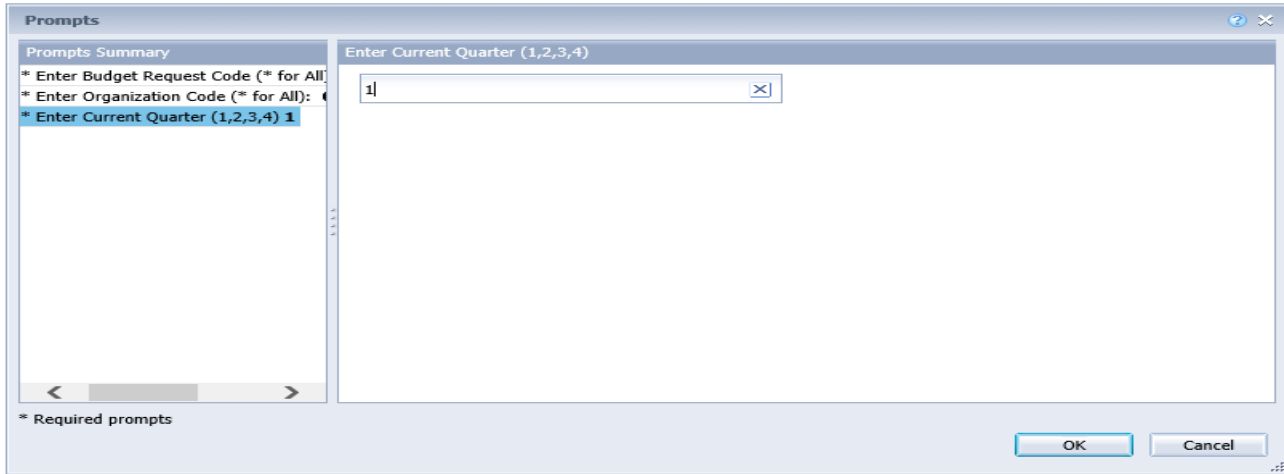 Prompts
Prompts Summary
* Enter Budget Request Code (* for All)
* Enter Organization Code (* for All):
* Enter Current Quarter (1,2,3,4) 1
Enter Current Quarter (1,2,3,4)
1
* Required prompts
OK Cancel